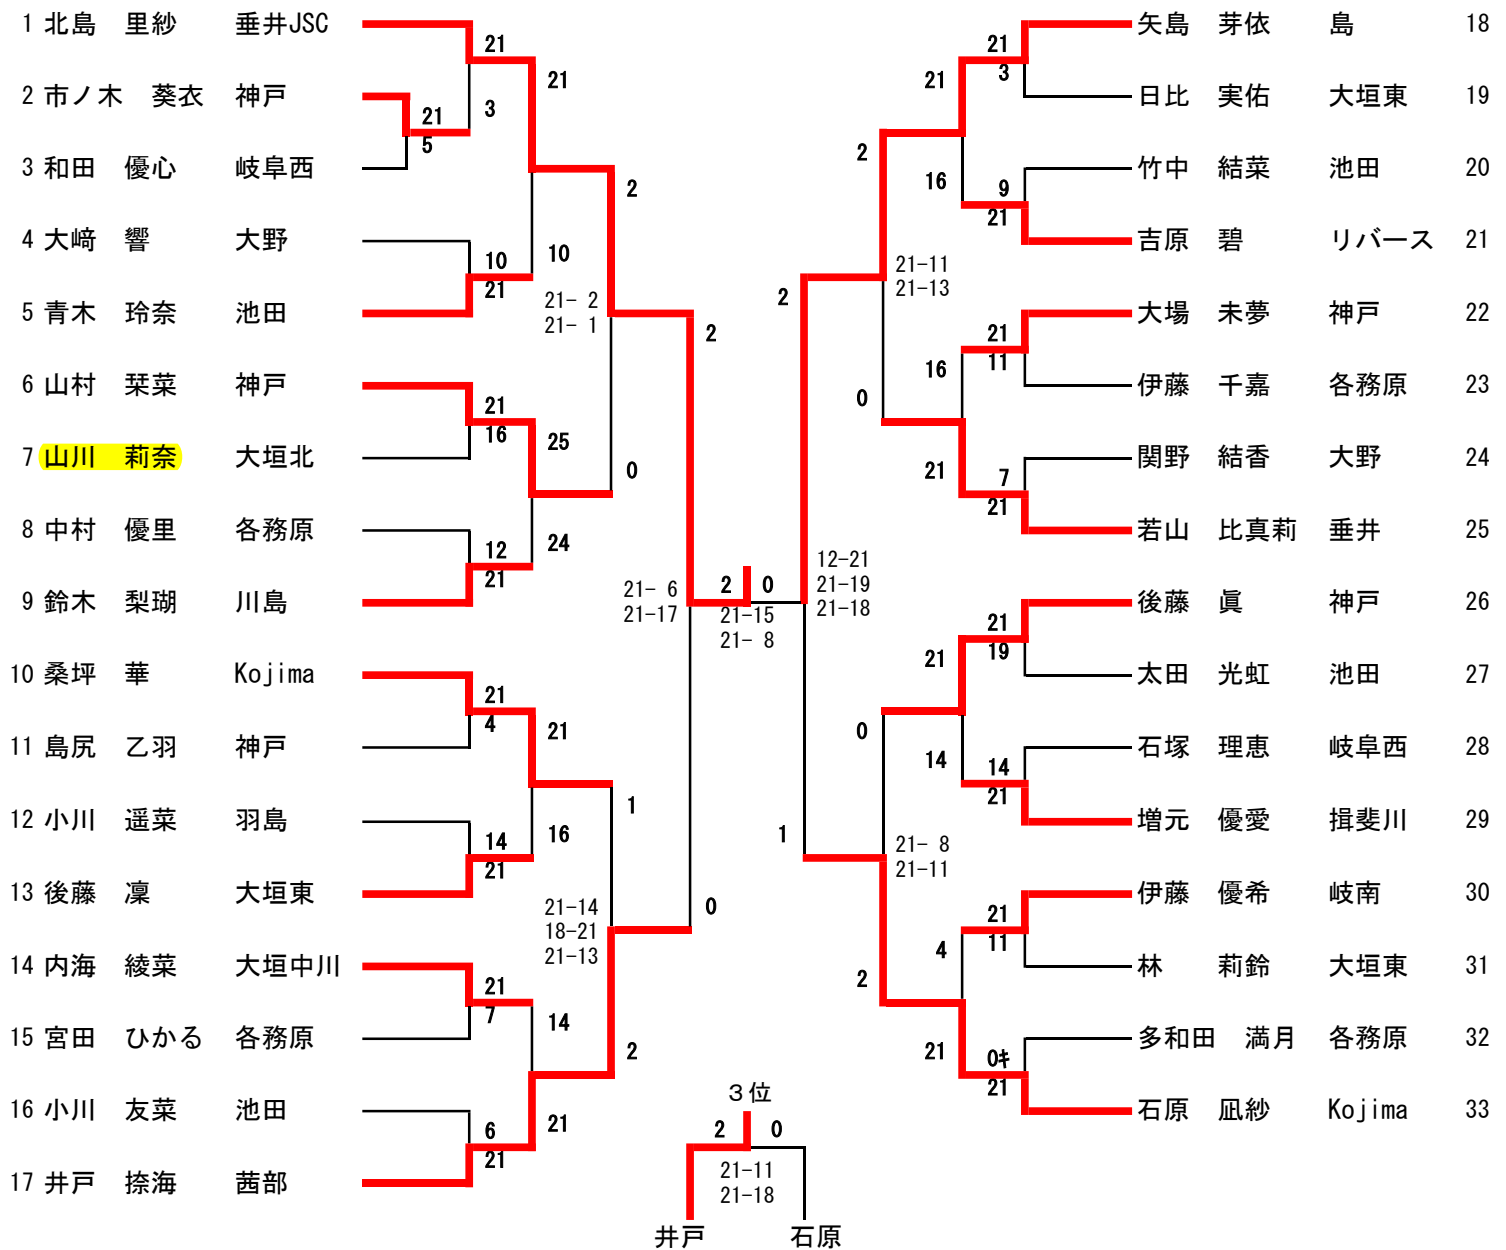 1 北島 里紗 垂井JSC
2 市ノ木 葵衣 神戸
3 和田 優心 岐阜西
4 大﨑 響 大野
5 青木 玲奈 池田
6 山村 栞菜 神戸
7 山川 莉奈 大垣北
8 中村 優里 各務原
9 鈴木 梨瑚 川島
10 桑坪 華 Kojima
11 島尻 乙羽 神戸
12 小川 遥菜 羽島
13 後藤 凜 大垣東
14 内海 綾菜 大垣中川
15 宮田 ひかる 各務原
16 小川 友菜 池田
17 井戸 捺海 茜部
21
3
21
5
10
21
21
16
12
21
21
4
14
21
21
7
6
21
21
10
25
24
21
16
14
21
2
21- 2
21- 1
0
1
21-14
18-21
21-13
2
2
21- 6
21-17
0
2 0
21-15
21- 8
2
12-21
21-19
21-18
1
2
21-11
21-13
0
0
21- 8
21-11
2
21
16
16
21
21
14
4
21
21
3
9
21
21
11
7
21
21
19
14
21
21
11
0ｷ
21
矢島 芽依 島 18
日比 実佑 大垣東 19
竹中 結菜 池田 20
吉原 碧 リバース 21
大場 未夢 神戸 22
伊藤 千嘉 各務原 23
関野 結香 大野 24
若山 比真莉 垂井 25
後藤 眞 神戸 26
太田 光虹 池田 27
石塚 理恵 岐阜西 28
増元 優愛 揖斐川 29
伊藤 優希 岐南 30
林 莉鈴 大垣東 31
多和田 満月 各務原 32
石原 凪紗 Kojima 33
３位
2 0
21-11
21-18
井戸 石原